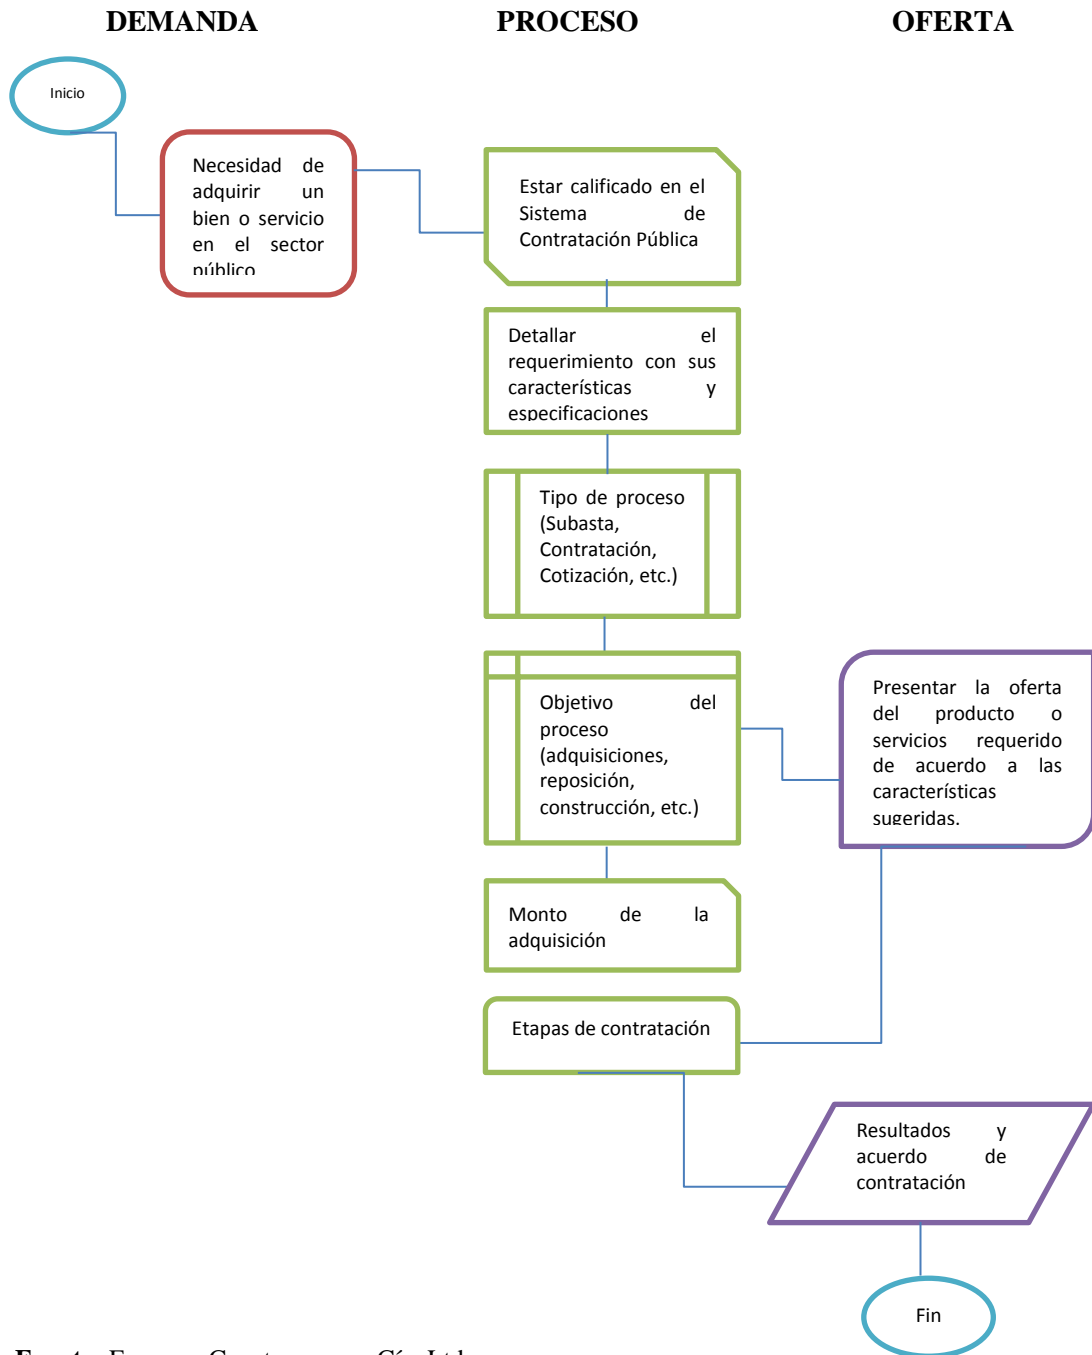 DEMANDA PROCESO OFERTA
Inicio
Necesidad de
adquirir un
bien o servicio
en el sector
público
Estar calificado en el
Sistema de
Contratación Pública
Detallar el
requerimiento con sus
características y
especificaciones
Tipo de proceso
(Subasta,
Contratación,
Cotización, etc.)
Objetivo del
proceso
(adquisiciones,
reposición,
construcción, etc.)
Presentar la oferta
del producto o
servicios requerido
de acuerdo a las
características
sugeridas.
Monto de la
adquisición
Etapas de contratación
Resultados y
acuerdo de
contratación
Fin